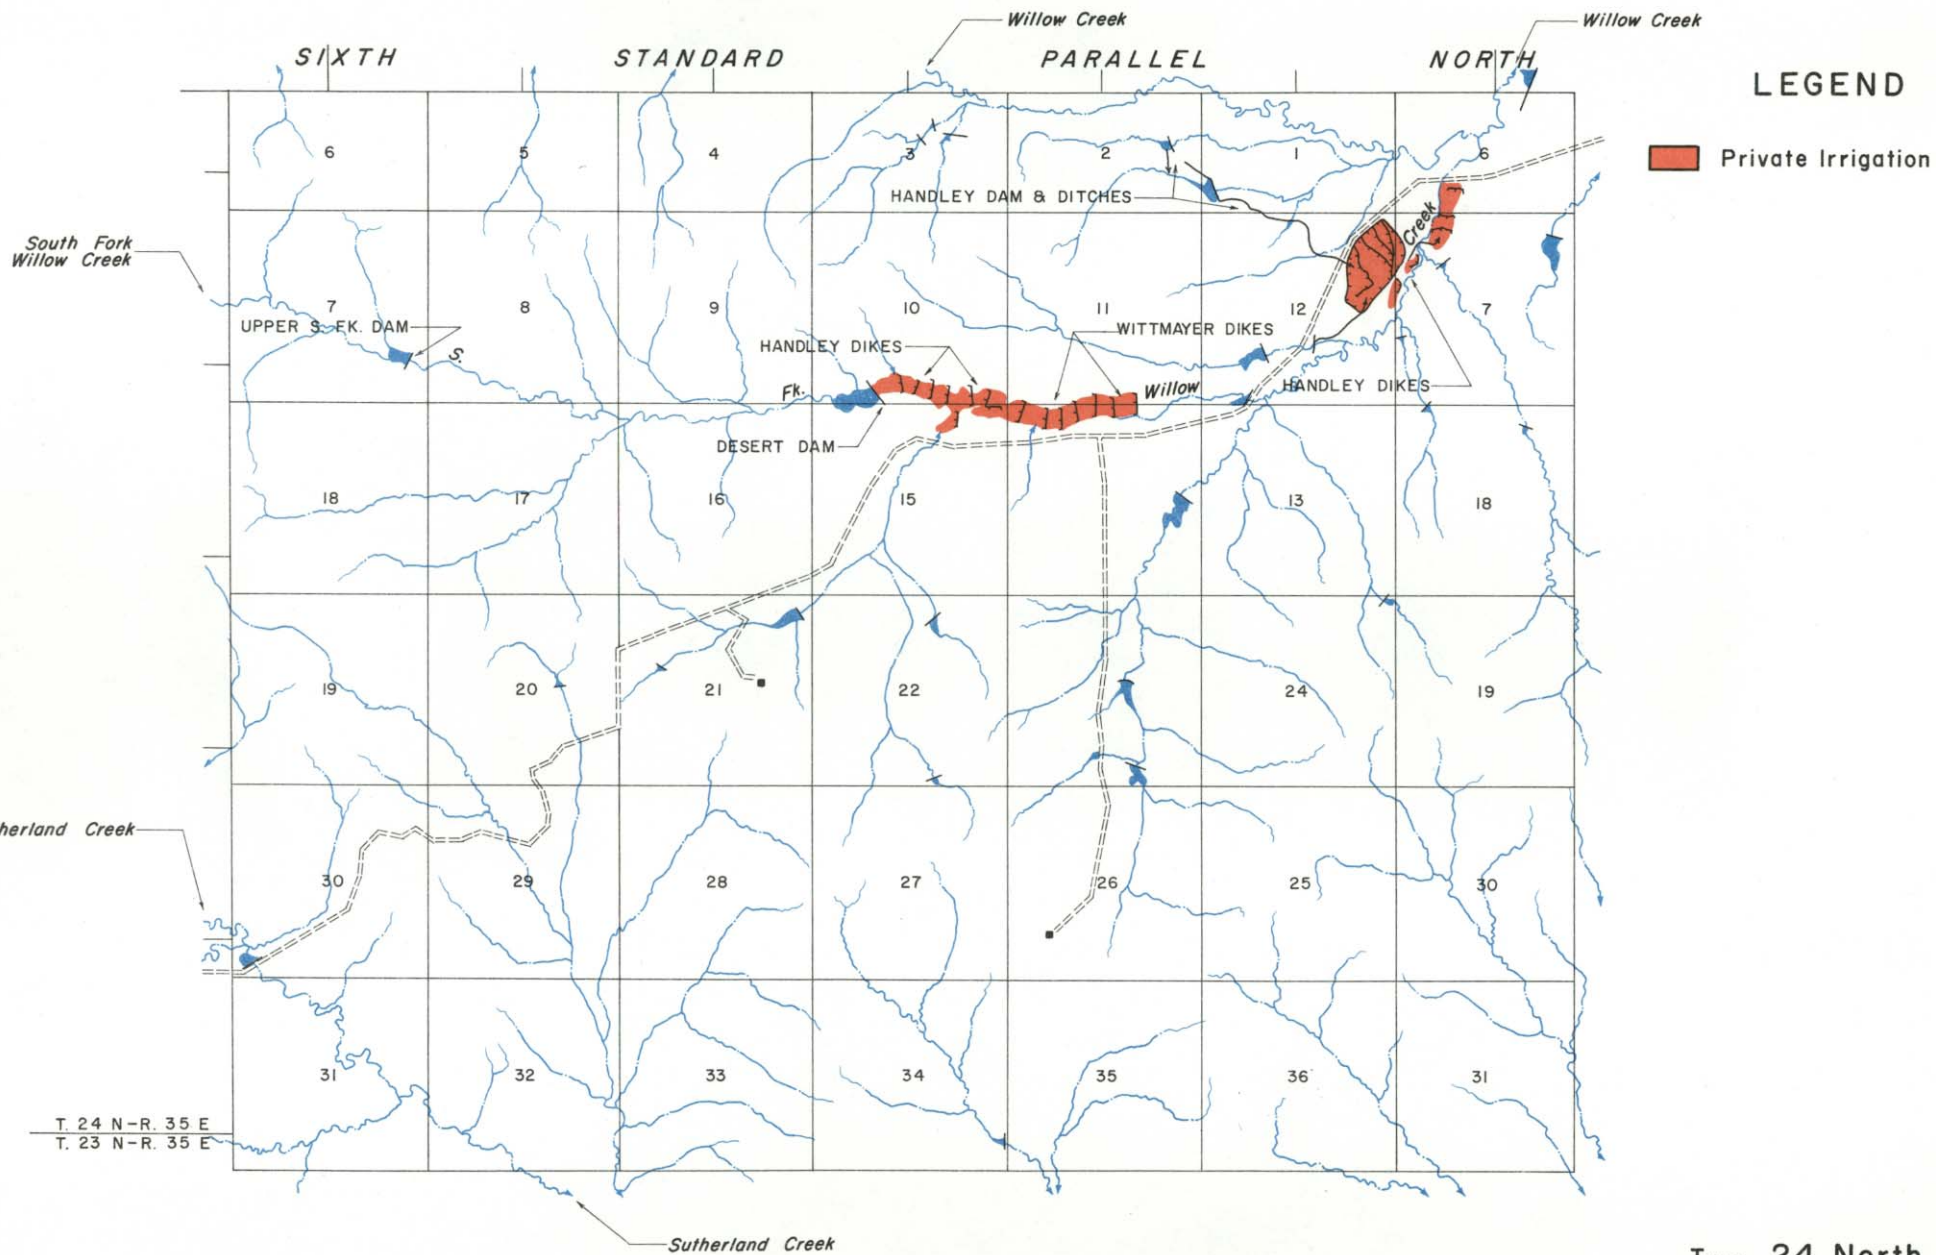 Willow Creek
Willow Creek
SIXTH STANDARD PARALLEL NORTH
LEGEND
Private Irrigation
6 5 4 3 2 1 6
HANDLEY DAM & DITCHES
South Fork
Willow Creek
Creek
7 8 9 10 11 12 7
UPPER S. FK. DAM
S.
HANDLEY DIKES
WITTMAYER DIKES
Fk.
Willow
HANDLEY DIKES
DESERT DAM
18 17 16 15 13 18
19 20 21 22 24 19
herland Creek
30 29 28 27 26 25 30
31 32 33 34 35 36 31
T. 24 N-R. 35 E
T. 23 N-R. 35 E
Sutherland Creek
24 North